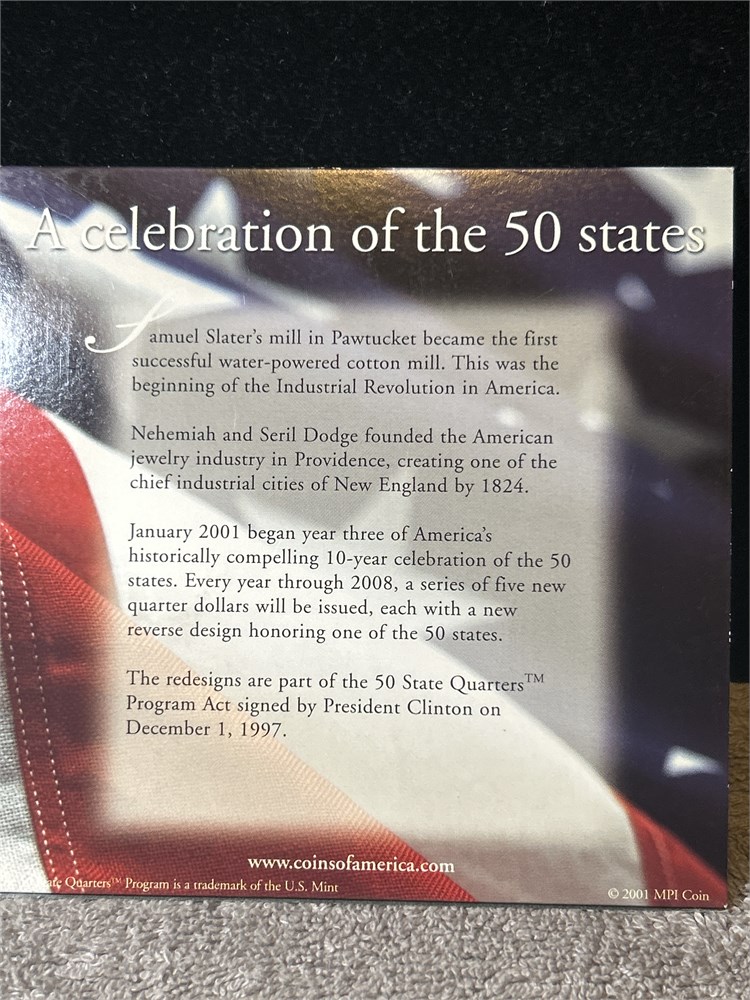 A celebration of the 50 states
Samuel Slater's mill in Pawtucket became the first
successful water-powered cotton mill. This was the
beginning of the Industrial Revolution in America.
Nehemiah and Seril Dodge founded the American
jewelry industry in Providence, creating one of the
chief industrial cities of New England by 1824.
January 2001 began year three of America's
historically compelling 10-year celebration of the 50
states. Every year through 2008, a series of five new
quarter dollars will be issued, each with a new
reverse design honoring one of the 50 states.
The redesigns are part of the 50 State Quarters™
Program Act signed by President Clinton on
December 1, 1997.
www.coinsofamerica.com
Quarters™ Program is a trademark of the U.S. Mint
© 2001 MPI Coin